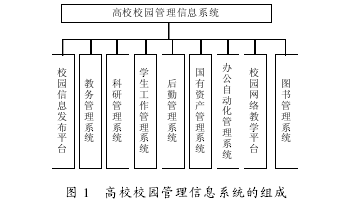 高校校园管理信息系统
校园信息发布平台
教务管理系统
科研管理系统
学生工作管理系统
后勤管理系统
国有资产管理系统
办公自动化管理系统
校园网络教学平台
图书管理系统
图 1 高校校园管理信息系统的组成